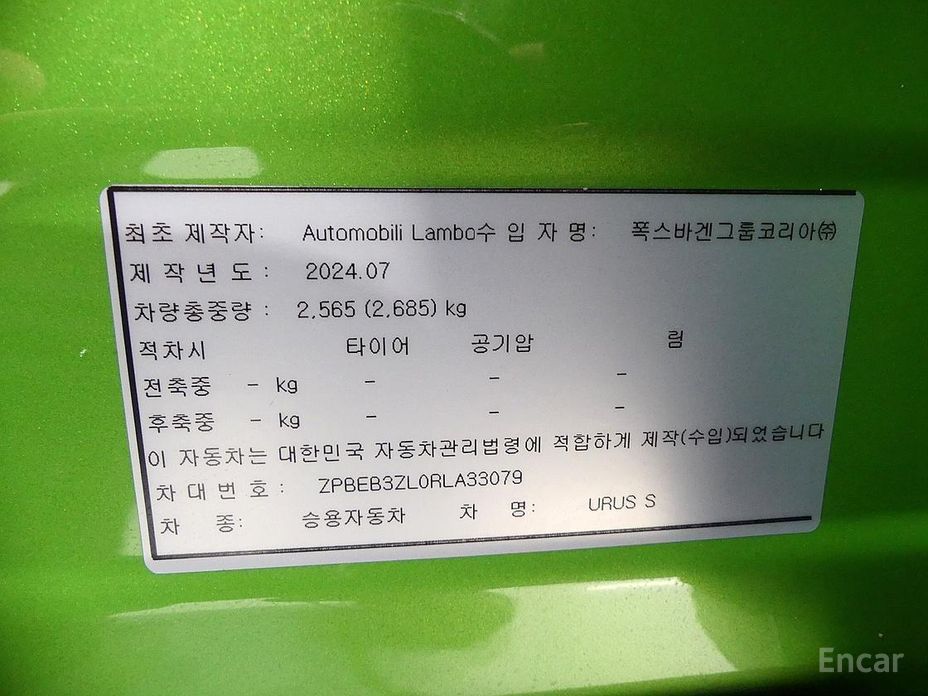 최초 제작자: Automobili Lambo수 입 자 명: 폭스바겐그룹코리아㈜
제 작 년 도 : 2024.07
차량총중량 : 2,565 (2,685) kg
적차시 타이어 공기압 림
전축중 - kg - - -
후축중 - kg - - -
이 자동차는 대한민국 자동차관리법령에 적합하게 제작(수입)되었습니다
차 대 번 호 : ZPBEB3ZL0RLA33079
차 종: 승용자동차 차 명: URUS S
Encar